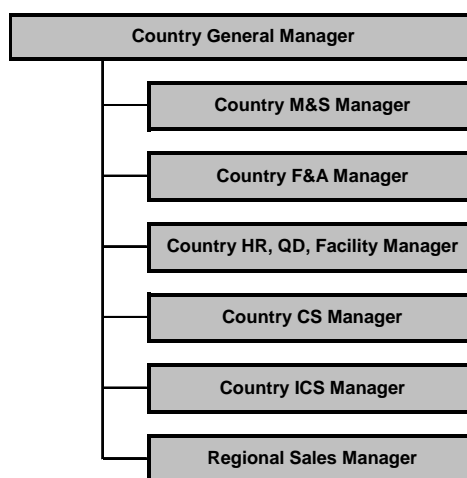 Country General Manager
Country M&S Manager
Country F&A Manager
Country HR, QD, Facility Manager
Country CS Manager
Country ICS Manager
Regional Sales Manager